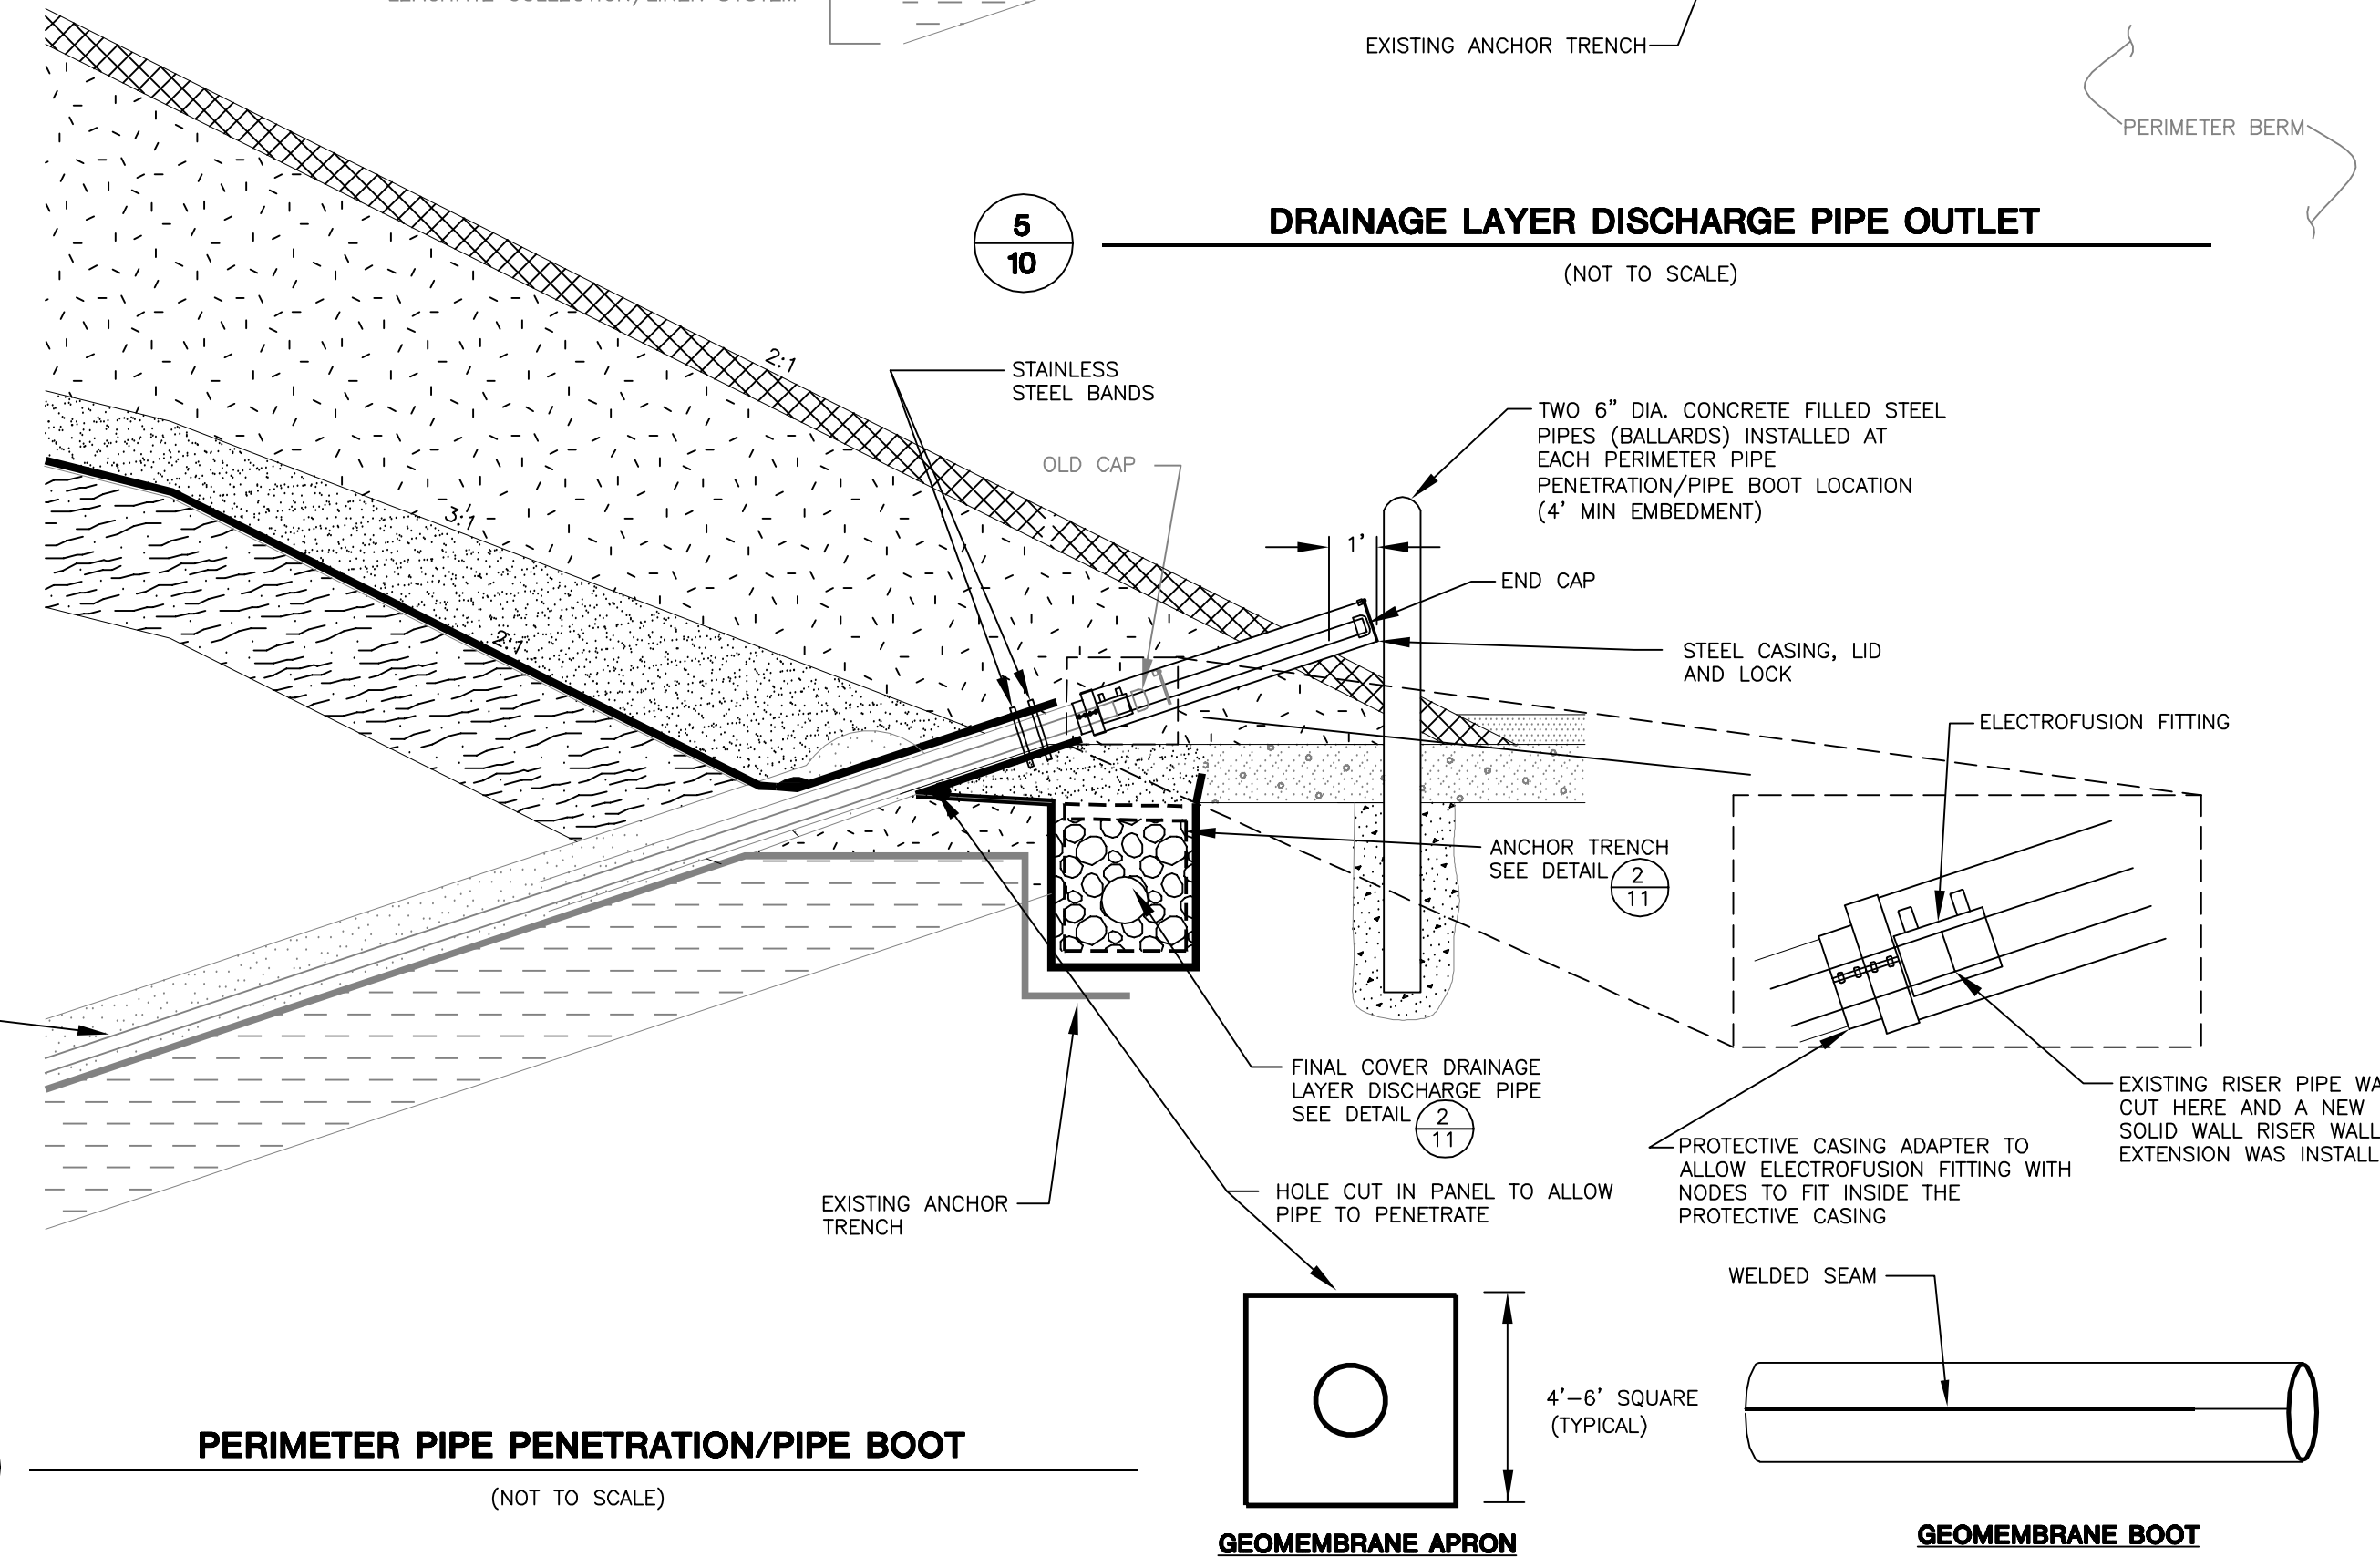 EXISTING ANCHOR TRENCH
PERIMETER BERM
5
10
DRAINAGE LAYER DISCHARGE PIPE OUTLET
(NOT TO SCALE)
2:1
STAINLESS
STEEL BANDS
OLD CAP
TWO 6" DIA. CONCRETE FILLED STEEL
PIPES (BALLARDS) INSTALLED AT
EACH PERIMETER PIPE
PENETRATION/PIPE BOOT LOCATION
(4' MIN EMBEDMENT)
3:1
1'
END CAP
2:1
STEEL CASING, LID
AND LOCK
ELECTROFUSION FITTING
ANCHOR TRENCH
SEE DETAIL
2
11
FINAL COVER DRAINAGE
LAYER DISCHARGE PIPE
SEE DETAIL
2
11
EXISTING RISER PIPE
CUT HERE AND A NEW
SOLID WALL RISER WALL
EXTENSION WAS
PROTECTIVE CASING ADAPTER TO
ALLOW ELECTROFUSION FITTING WITH
NODES TO FIT INSIDE THE
PROTECTIVE CASING
EXISTING ANCHOR
TRENCH
HOLE CUT IN PANEL TO ALLOW
PIPE TO PENETRATE
WELDED SEAM
4'-6' SQUARE
(TYPICAL)
PERIMETER PIPE PENETRATION/PIPE BOOT
(NOT TO SCALE)
GEOMEMBRANE APRON
GEOMEMBRANE BOOT